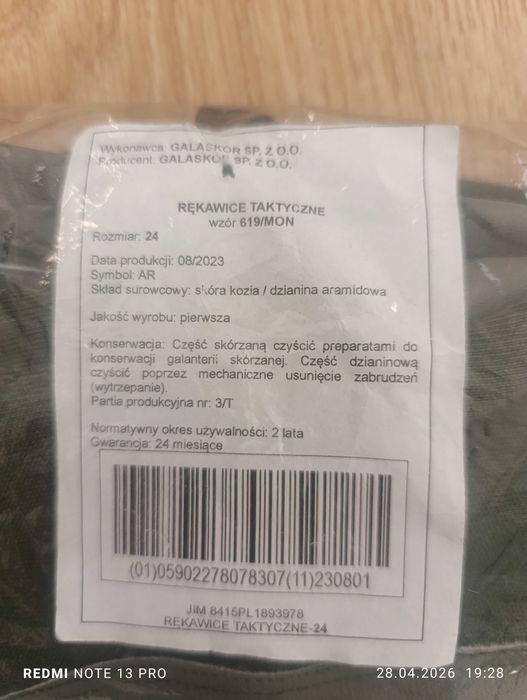 Wykonawca: GALASKÓR SP. Z O.O.
Producent: GALASKÓR SP. Z O.O.
RĘKAWICE TAKTYCZNE
wzór 619/MON
Rozmiar: 24
Data produkcji: 08/2023
Symbol: AR
Skład surowcowy: skóra kozia / dzianina aramidowa
Jakość wyrobu: pierwsza
Konserwacja: Część skórzaną czyścić preparatami do
konserwacji galanterii skórzanej. Część dzianinową
czyścić poprzez mechaniczne usunięcie zabrudzeń
(wytrzepanie).
Partia produkcyjna nr: 3/T
Normatywny okres używalności: 2 lata
Gwarancja: 24 miesiące
(01)05902278078307(11)230801
JIM 8415PL1893978
RĘKAWICE TAKTYCZNE-24
REDMI NOTE 13 PRO
28.04.2026 19:28